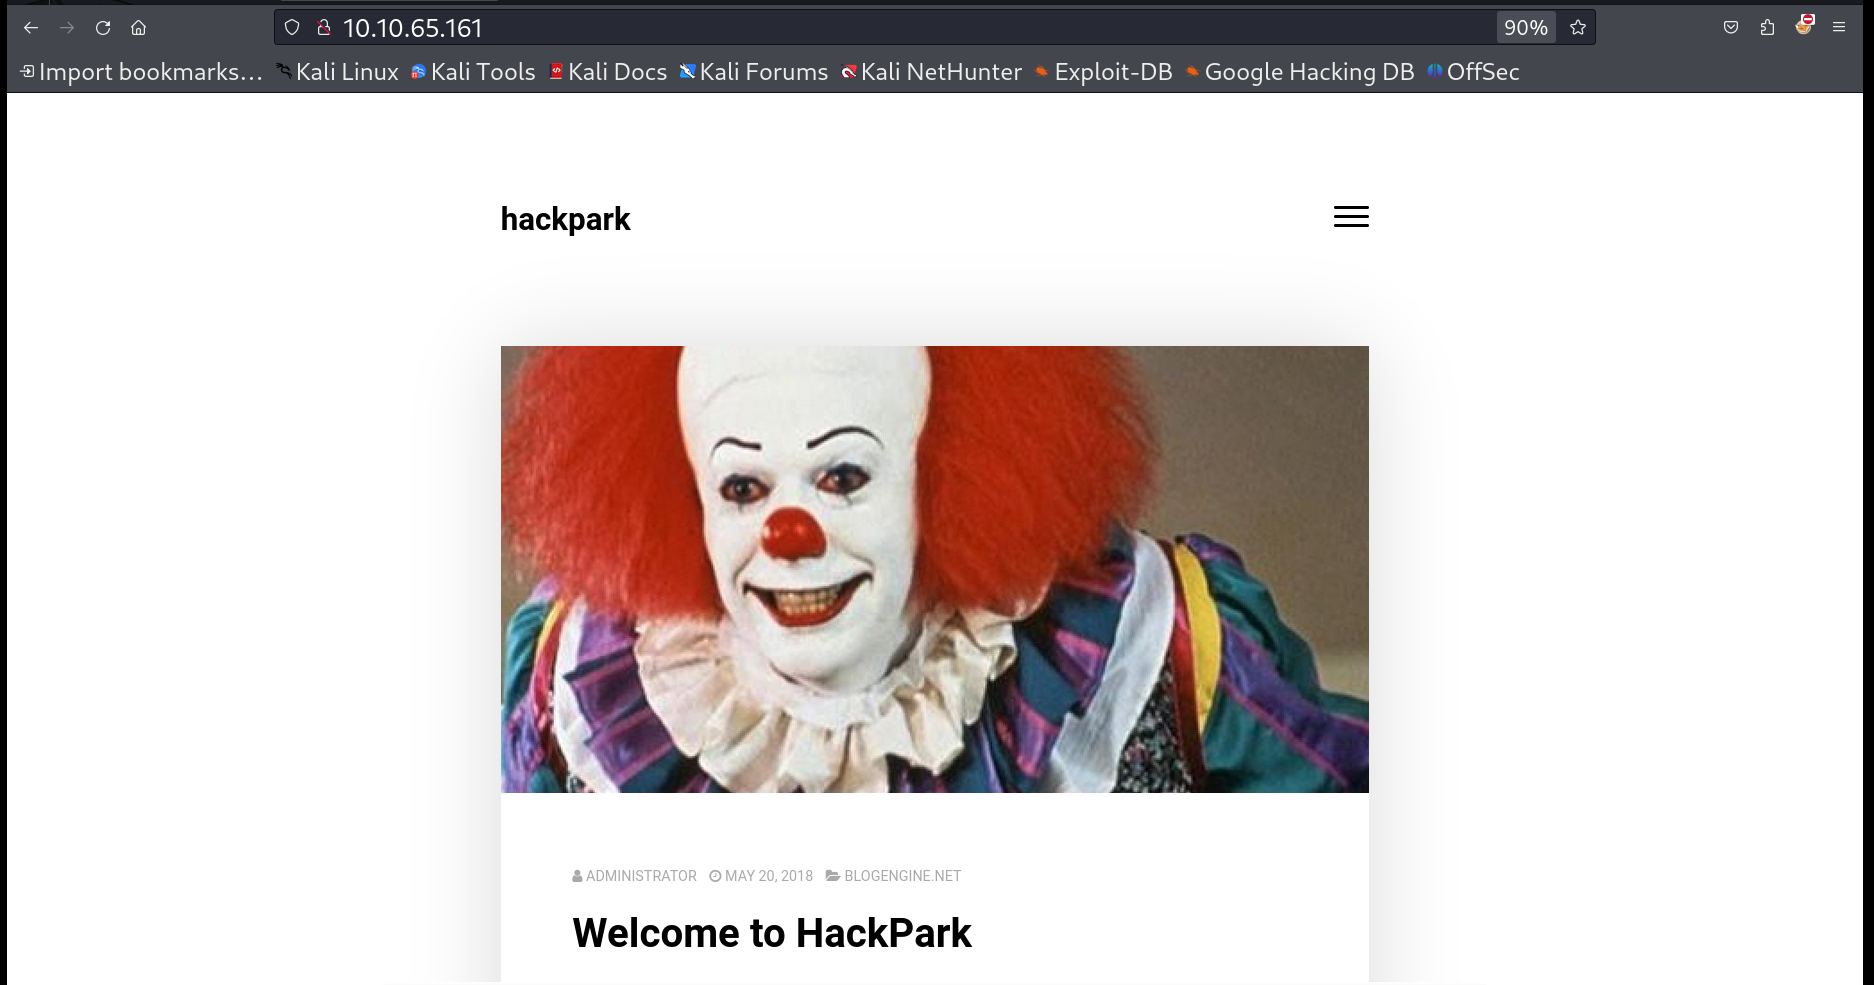 10.10.65.161 90%
Import bookmarks... Kali Linux Kali Tools Kali Docs Kali Forums Kali NetHunter Exploit-DB Google Hacking DB OffSec
hackpark
ADMINISTRATOR MAY 20, 2018 BLOGENGINE.NET
Welcome to HackPark